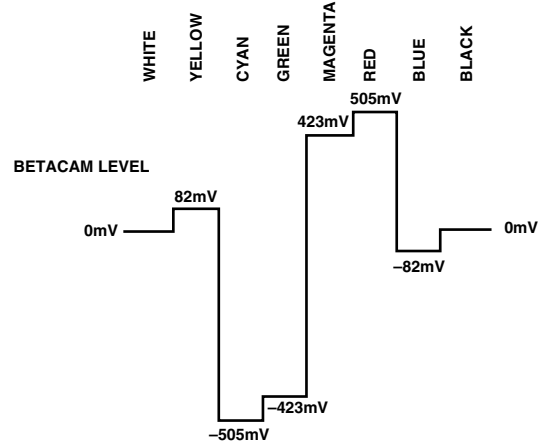 WHITE
YELLOW
CYAN
GREEN
MAGENTA
RED
BLUE
BLACK
505mV
423mV
BETACAM LEVEL
82mV
0mV
0mV
–82mV
–423mV
–505mV